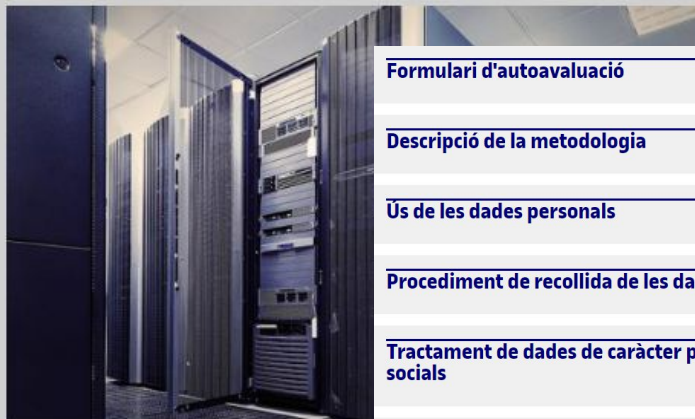 Formulari d'autoavaluació
Descripció de la metodologia
Ús de les dades personals
Procediment de recollida de les
Tractament de dades de caràcter
socials